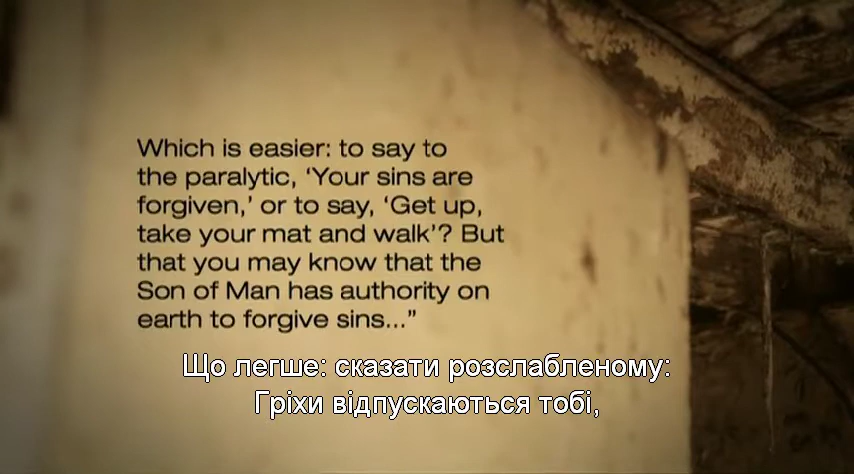 Which is easier: to say to
the paralytic, ‘Your sins are
forgiven,’ or to say, ‘Get up,
take your mat and walk’? But
that you may know that the
Son of Man has authority on
earth to forgive sins...”
Що легше: сказати розслабленому:
Гріхи відпускаються тобі,